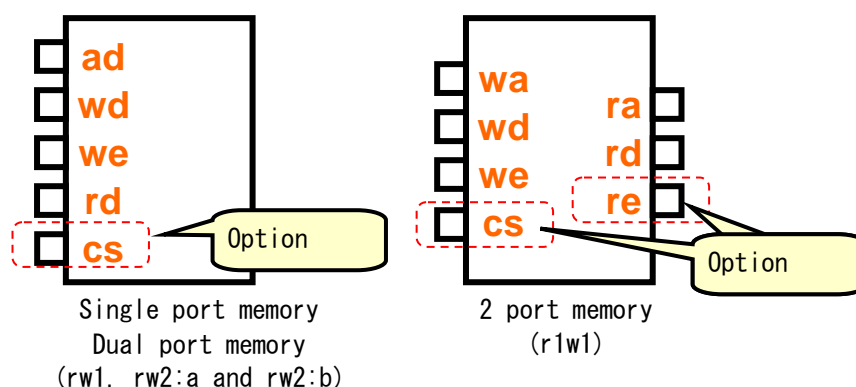 ad
wd
we
rd
cs
Option
Single port memory
Dual port memory
(rw1, rw2:a and rw2:b)
wa
wd
we
cs
ra
rd
re
Option
2 port memory
(r1w1)